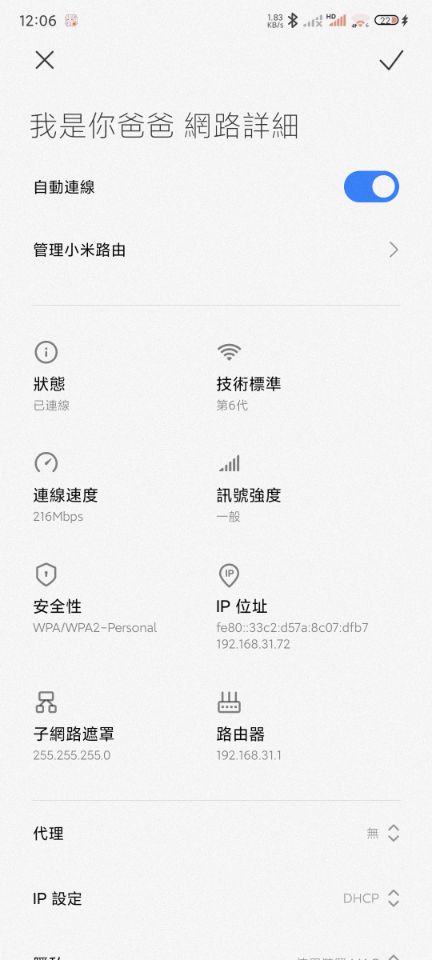 12:06
1.83
KB/s
HD
22
我是你爸爸 網路詳細
自動連線
管理小米路由
狀態
已連線
技術標準
第6代
連線速度
216Mbps
訊號強度
一般
安全性
WPA/WPA2-Personal
IP
IP 位址
fe80::33c2:d57a:8c07:dfb7
192.168.31.72
子網路遮罩
255.255.255.0
路由器
192.168.31.1
代理
無
IP 設定
DHCP